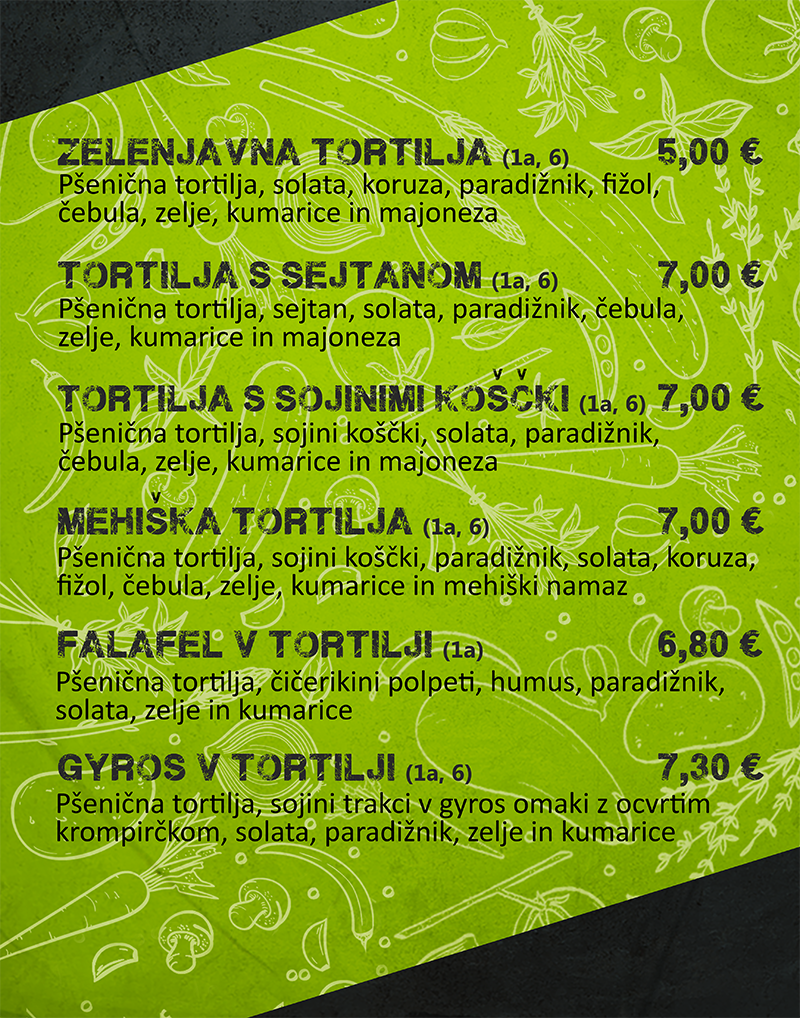 ZELENJAVNA TORTILJA (1a, 6) 5,00 €
Pšenična tortilja, solata, koruza, paradižnik, fižol,
čebula, zelje, kumarice in majoneza
TORTILJA S SEJTANOM (1a, 6) 7,00 €
Pšenična tortilja, sejtan, solata, paradižnik, čebula,
zelje, kumarice in majoneza
TORTILJA S SOJINIMI KOŠČKI (1a, 6) 7,00 €
Pšenična tortilja, sojini koščki, solata, paradižnik,
čebula, zelje, kumarice in majoneza
MEHIŠKA TORTILJA (1a, 6) 7,00 €
Pšenična tortilja, sojini koščki, paradižnik, solata, koruza,
fižol, čebula, zelje, kumarice in mehiški namaz
FALAFEL V TORTILJI (1a) 6,80 €
Pšenična tortilja, čičerikini polpeti, humus, paradižnik,
solata, zelje in kumarice
GYROS V TORTILJI (1a, 6) 7,30 €
Pšenična tortilja, sojini trakci v gyros omaki z ocvrtim
krompirčkom, solata, paradižnik, zelje in kumarice